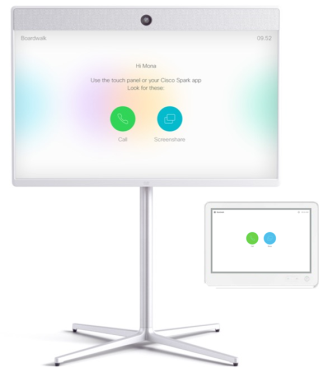 Boardwalk
09:52
Hi Mona
Use the touch panel or your Cisco Spark app
Look for these:
Call
Screenshare